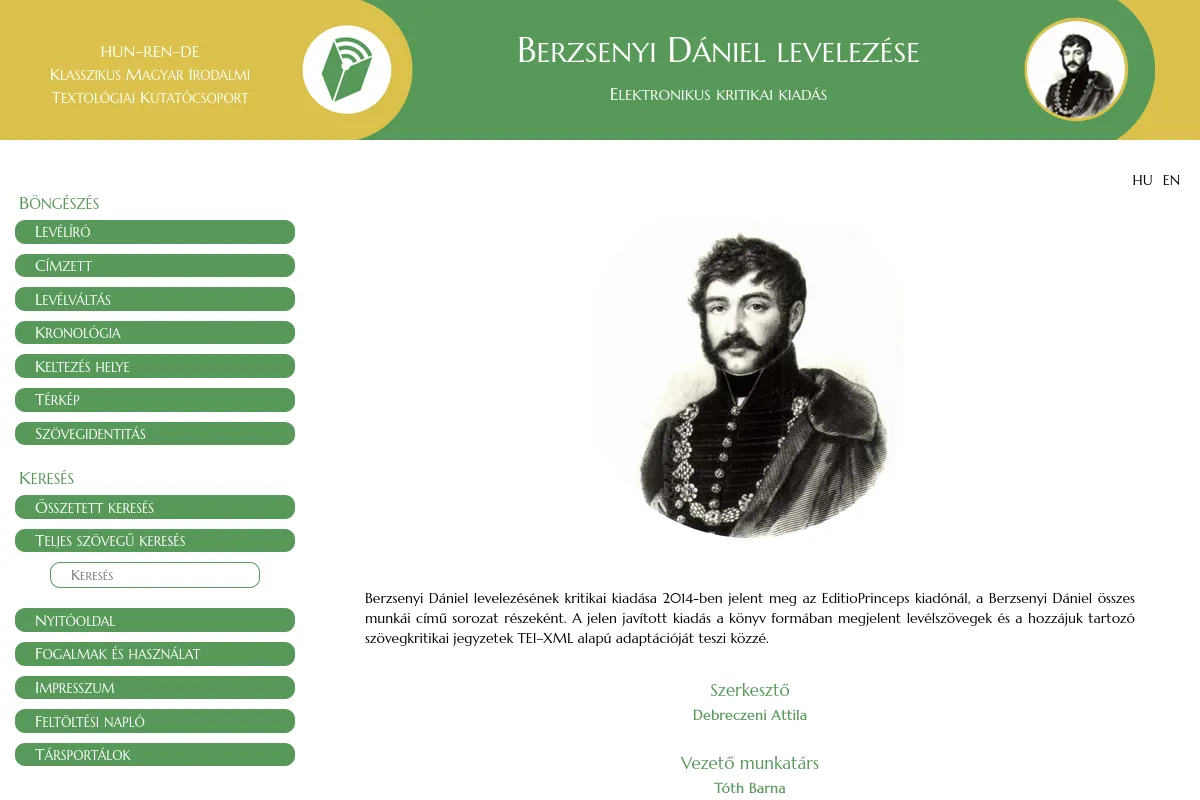 HUN–REN–DE
Klasszikus Magyar Irodalmi
Textológiai Kutatócsoport
Berzsenyi Dániel levelezése
Elektronikus kritikai kiadás
HU EN
Böngészés
Levélíró
Címzett
Levélváltás
Kronológia
Keltezés helye
Térkép
Szövegidentitás
Keresés
Összetett keresés
Teljes szövegű keresés
Keresés
Nyitóoldal
Fogalmak és használat
Impresszum
Feltöltési napló
Társportálok
Berzsenyi Dániel levelezésének kritikai kiadása 2014-ben jelent meg az EditioPrinceps kiadónál, a Berzsenyi Dániel összes
munkái című sorozat részeként. A jelen javított kiadás a könyv formában megjelent levélszövegek és a hozzájuk tartozó
szövegkritikai jegyzetek TEI–XML alapú adaptációját teszi közzé.
Szerkesztő
Debreczeni Attila
Vezető munkatárs
Tóth Barna